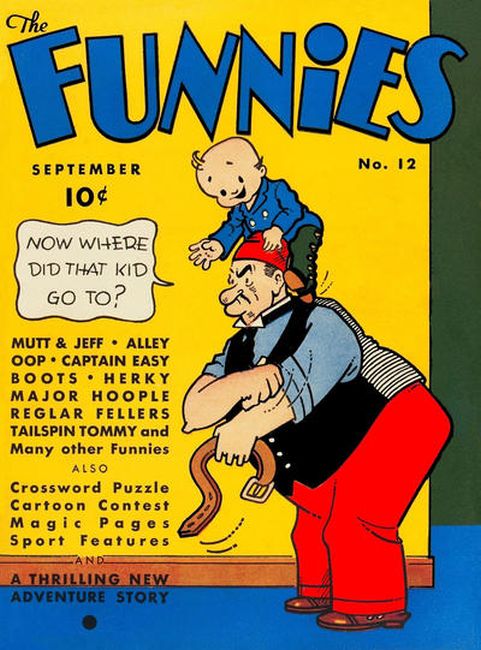 The
FUNNiES
SEPTEMBER
No. 12
10¢
NOW WHERE
DID THAT KID
GO TO?
MUTT & JEFF • ALLEY
OOP • CAPTAIN EASY
BOOTS • HERKY
MAJOR HOOPLE
REGLAR FELLERS
TAILSPIN TOMMY and
Many other Funnies
ALSO
Crossword Puzzle
Cartoon Contest
Magic Pages
Sport Features
AND
A THRILLING NEW
ADVENTURE STORY